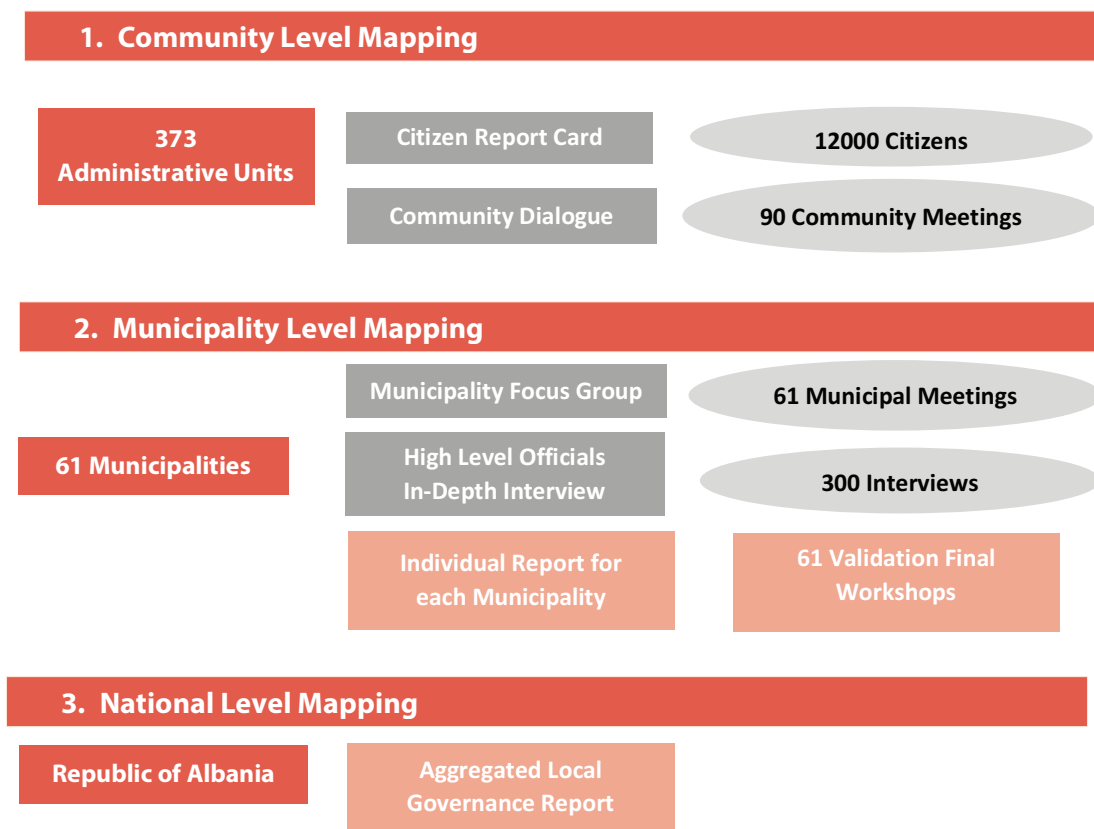 1. Community Level Mapping
373
Administrative Units
Citizen Report Card
12000 Citizens
Community Dialogue
90 Community Meetings
2. Municipality Level Mapping
Municipality Focus Group
61 Municipal Meetings
61 Municipalities
High Level Officials
In-Depth Interview
300 Interviews
Individual Report for
each Municipality
61 Validation Final
Workshops
3. National Level Mapping
Republic of Albania
Aggregated Local
Governance Report